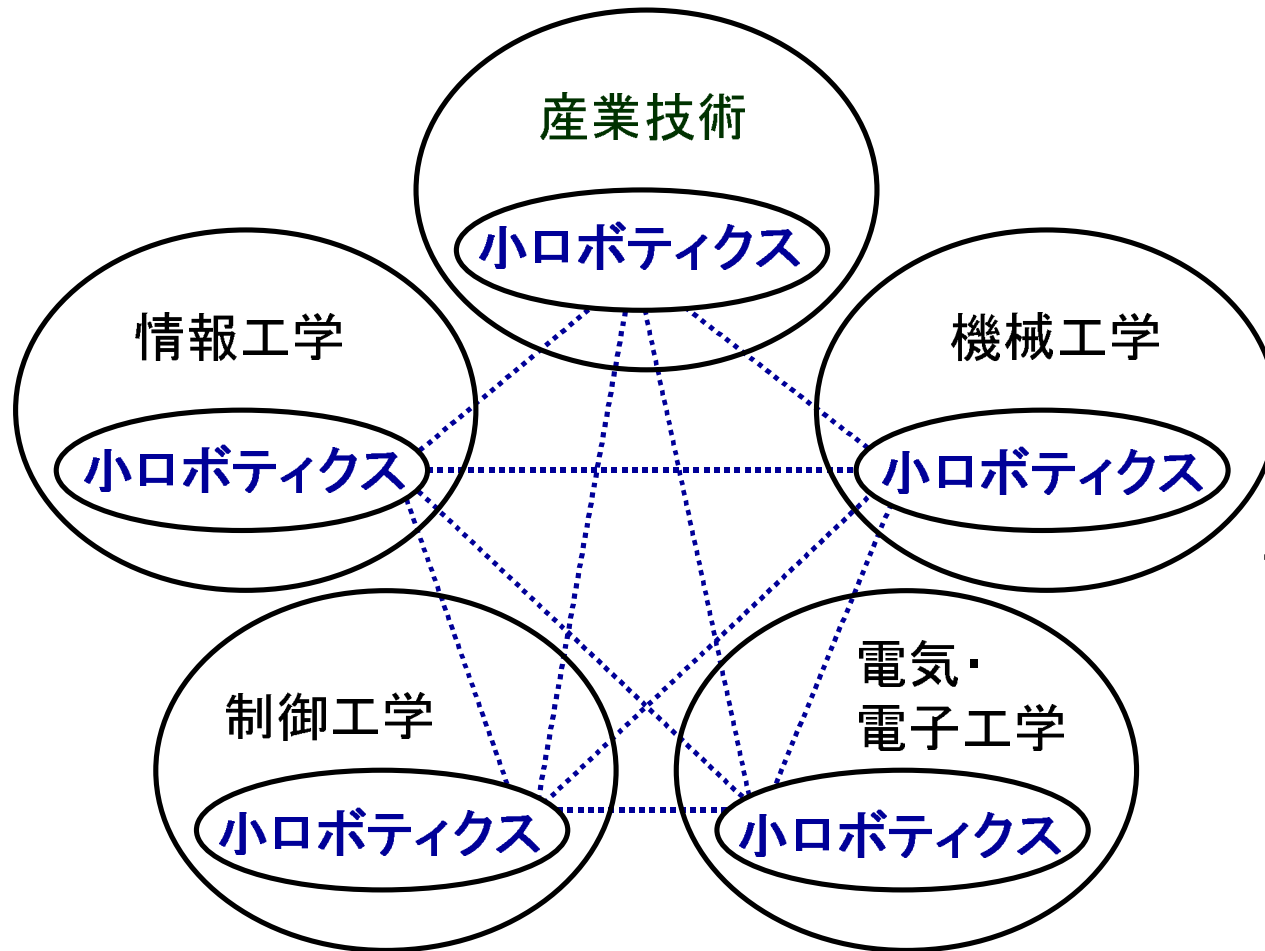 産業技術
小ロボティクス
情報工学
小ロボティクス
機械工学
小ロボティクス
制御工学
小ロボティクス
電気・
電子工学
小ロボティクス